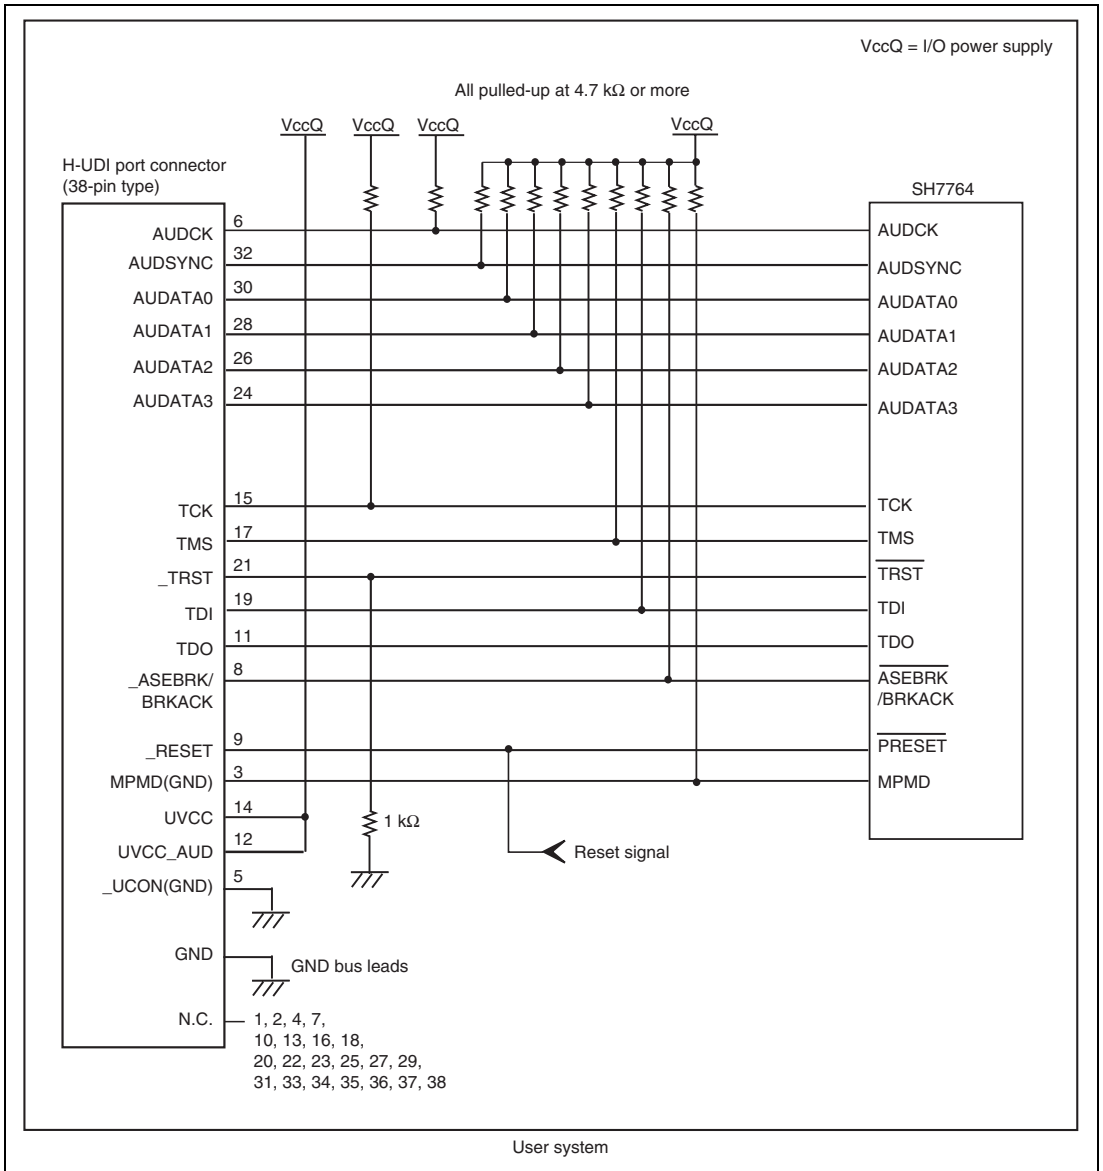 VccQ = I/O power supply
All pulled-up at 4.7 kΩ or more
VccQ
VccQ
VccQ
VccQ
H-UDI port connector
(38-pin type)
SH7764
AUDCK
6
AUDCK
AUDSYNC
32
AUDSYNC
AUDATA0
30
AUDATA0
AUDATA1
28
AUDATA1
AUDATA2
26
AUDATA2
AUDATA3
24
AUDATA3
TCK
15
TCK
TMS
17
TMS
_TRST
21
TRST
TDI
19
TDI
TDO
11
TDO
_ASEBRK/
BRKACK
8
ASEBRK
/BRKACK
_RESET
9
PRESET
MPMD(GND)
3
MPMD
UVCC
14
1 kΩ
UVCC_AUD
12
Reset signal
_UCON(GND)
5
GND
GND bus leads
N.C.
1, 2, 4, 7,
10, 13, 16, 18,
20, 22, 23, 25, 27, 29,
31, 33, 34, 35, 36, 37, 38
User system